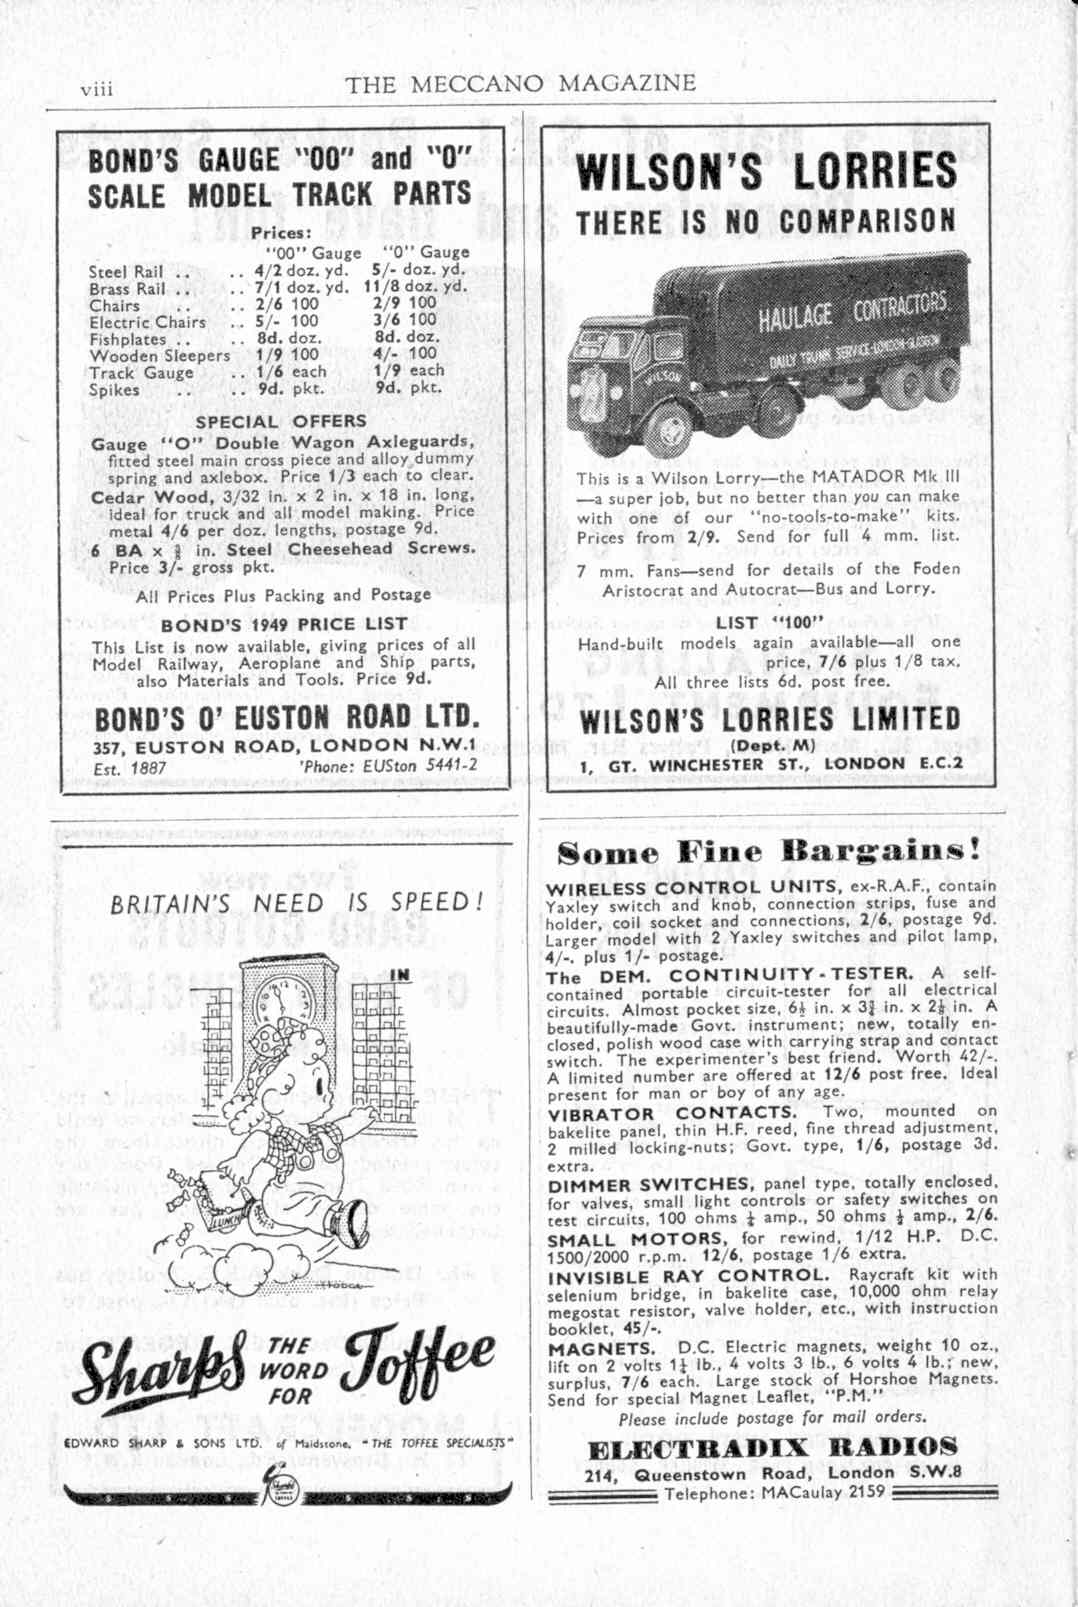 viii
THE MECCANO MAGAZINE
BOND'S GAUGE "OO" and "O"
SCALE MODEL TRACK PARTS
Prices:
"OO" Gauge "O" Gauge
Steel Rail .. .. 4/2 doz. yd. 5/- doz. yd.
Brass Rail .. .. 7/1 doz. yd. 11/8 doz. yd.
Chairs .. .. 2/6 100 2/9 100
Electric Chairs .. 5/- 100 3/6 100
Fishplates .. .. 8d. doz. 8d. doz.
Wooden Sleepers 1/9 100 4/- 100
Track Gauge .. 1/6 each 1/9 each
Spikes .. .. 9d. pkt. 9d. pkt.
SPECIAL OFFERS
Gauge "O" Double Wagon Axleguards,
fitted steel main cross piece and alloy dummy
spring and axlebox. Price 1/3 each to clear.
Cedar Wood, 3/32 in. x 2 in. x 18 in. long,
ideal for truck and all model making. Price
metal 4/6 per doz. lengths, postage 9d.
6 BA x in. Steel Cheesehead Screws.
Price 3/- gross pkt.
All Prices Plus Packing and Postage
BOND'S 1949 PRICE LIST
This List is now available, giving prices of all
Model Railway, Aeroplane and Ship parts,
also Materials and Tools. Price 9d.
BOND'S O' EUSTON ROAD LTD.
357, EUSTON ROAD, LONDON N.W.1
Est. 1887 'Phone: EUSton 5441-2
WILSON'S LORRIES
THERE IS NO COMPARISON
HAULAGE CONTRACTORS
DAILY TRUNK SERVICE-LONDON-GLASGOW
WILSON
This is a Wilson Lorry—the MATADOR Mk III
—a super job, but no better than you can make
with one of our "no-tools-to-make" kits.
Prices from 2/9. Send for full 4 mm. list.
7 mm. Fans—send for details of the Foden
Aristocrat and Autocrat—Bus and Lorry.
LIST "100"
Hand-built models again available—all one
price, 7/6 plus 1/8 tax.
All three lists 6d. post free.
WILSON'S LORRIES LIMITED
(Dept. M)
1, GT. WINCHESTER ST., LONDON E.C.2
BRITAIN'S NEED IS SPEED!
IN
LUNCH
Sharps THE WORD FOR Toffee
EDWARD SHARP & SONS LTD. of Maidstone. "THE TOFFEE SPECIALISTS"
Some Fine Bargains!
WIRELESS CONTROL UNITS, ex-R.A.F., contain
Yaxley switch and knob, connection strips, fuse and
holder, coil socket and connections, 2/6, postage 9d.
Larger model with 2 Yaxley switches and pilot lamp,
4/-, plus 1/- postage.
The DEM. CONTINUITY-TESTER. A self-
contained portable circuit-tester for all electrical
circuits. Almost pocket size, 6½ in. x 3¾ in. x 2½ in. A
beautifully-made Govt. instrument; new, totally en-
closed, polish wood case with carrying strap and contact
switch. The experimenter's best friend. Worth 42/-.
A limited number are offered at 12/6 post free. Ideal
present for man or boy of any age.
VIBRATOR CONTACTS. Two, mounted on
bakelite panel, thin H.F. reed, fine thread adjustment,
2 milled locking-nuts; Govt. type, 1/6, postage 3d.
extra.
DIMMER SWITCHES, panel type, totally enclosed,
for valves, small light controls or safety switches on
test circuits, 100 ohms ¼ amp., 50 ohms ½ amp., 2/6.
SMALL MOTORS, for rewind, 1/12 H.P. D.C.
1500/2000 r.p.m. 12/6, postage 1/6 extra.
INVISIBLE RAY CONTROL. Raycraft kit with
selenium bridge, in bakelite case, 10,000 ohm relay
megostat resistor, valve holder, etc., with instruction
booklet, 45/-.
MAGNETS. D.C. Electric magnets, weight 10 oz.,
lift on 2 volts 1¼ lb., 4 volts 3 lb., 6 volts 4 lb.; new,
surplus, 7/6 each. Large stock of Horshoe Magnets.
Send for special Magnet Leaflet, "P.M."
Please include postage for mail orders.
ELECTRADIX RADIOS
214, Queenstown Road, London S.W.8
Telephone: MACaulay 2159